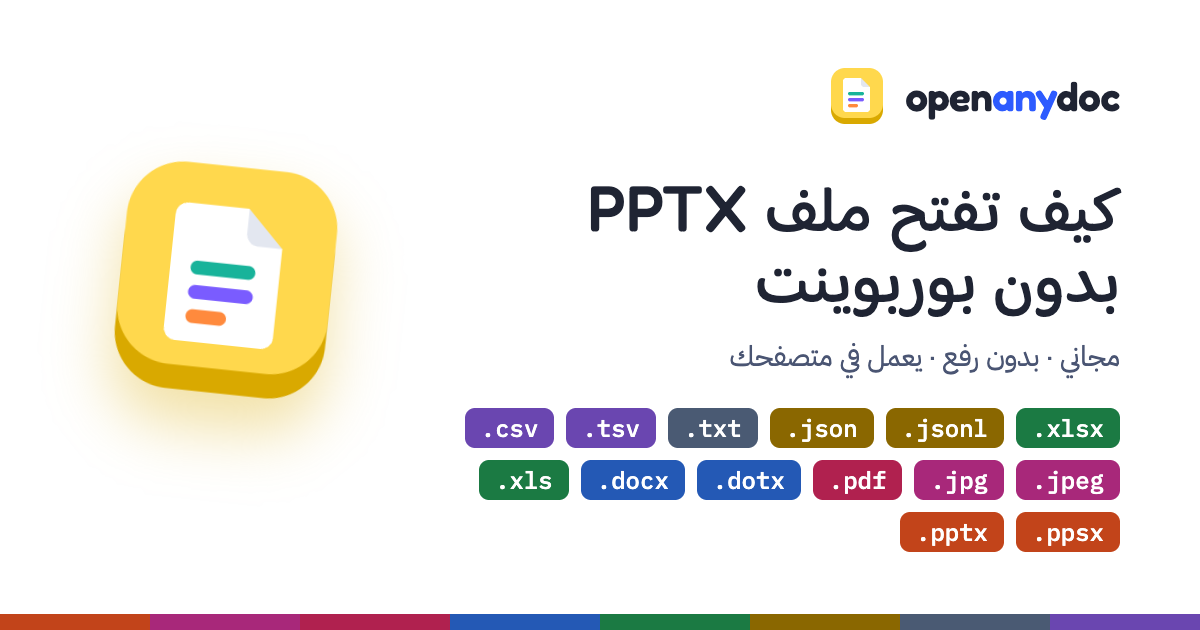 openanydoc
كيف تفتح ملف PPTX
بدون بوربوينت
مجاني · بدون رفع · يعمل في متصفحك
.xlsx .jsonl .json .txt .tsv .csv
.jpeg .jpg .pdf .dotx .docx .xls
.ppsx .pptx